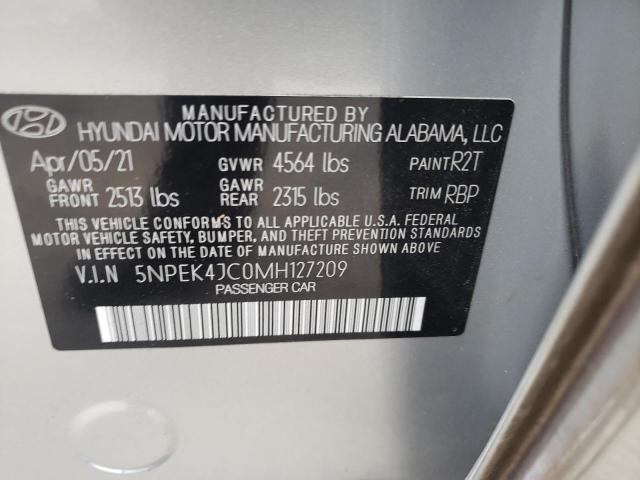 MANUFACTURED BY
HYUNDAI MOTOR MANUFACTURING ALABAMA, LLC
Apr/05/21 GVWR 4564 lbs PAINT R2T
GAWR FRONT 2513 lbs GAWR REAR 2315 lbs TRIM RBP
THIS VEHICLE CONFORMS TO ALL APPLICABLE U.S.A. FEDERAL
MOTOR VEHICLE SAFETY, BUMPER, AND THEFT PREVENTION STANDARDS
IN EFFECT ON THE DATE OF MANUFACTURE SHOWN ABOVE
V.I.N 5NPEK4JC0MH127209
PASSENGER CAR